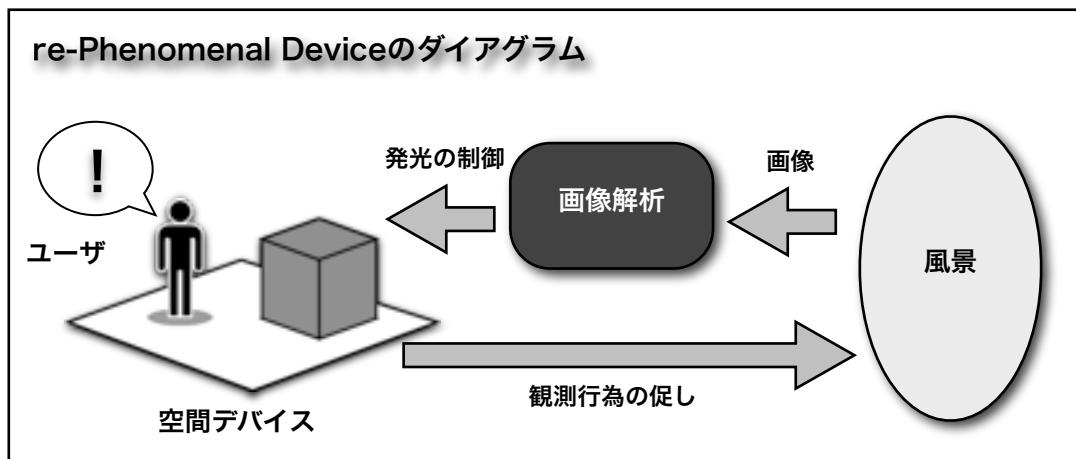 re-Phenomenal Deviceのダイアグラム
!
発光の制御
画像
画像解析
ユーザ
風景
観測行為の促し
空間デバイス